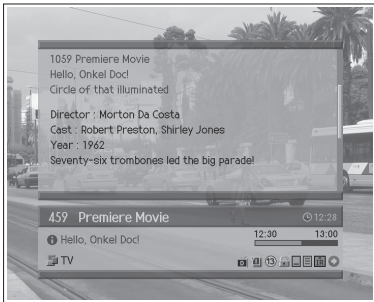 1059 Premiere Movie
Hello, Onkel Doc!
Circle of that illuminated
Director : Morton Da Costa
Cast : Robert Preston, Shirley Jones
Year : 1962
Seventy-six trombones led the big parade!
459 Premiere Movie 12:28
Hello, Onkel Doc! 12:30 13:00
TV 13